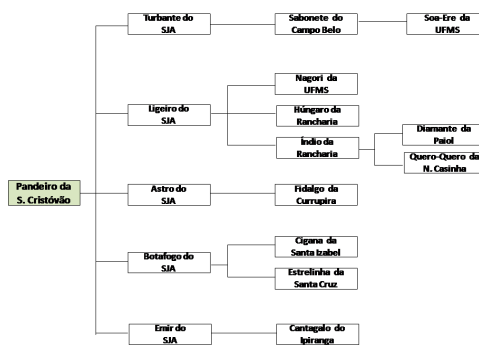 Turbante do
SJA
Sabonete do
Campo Belo
Soa-Ere da
UFMS
Ligeiro do
SJA
Nagori da
UFMS
Húngaro da
Rancharia
Índio da
Rancharia
Diamante da
Paiol
Quero-Quero da
N. Casinha
Pandeiro da
S. Cristóvão
Astro do
SJA
Fidalgo da
Currupira
Botafogo do
SJA
Cigana da
Santa Izabel
Estrelinha da
Santa Cruz
Emir do
SJA
Cantagalo do
Ipiranga